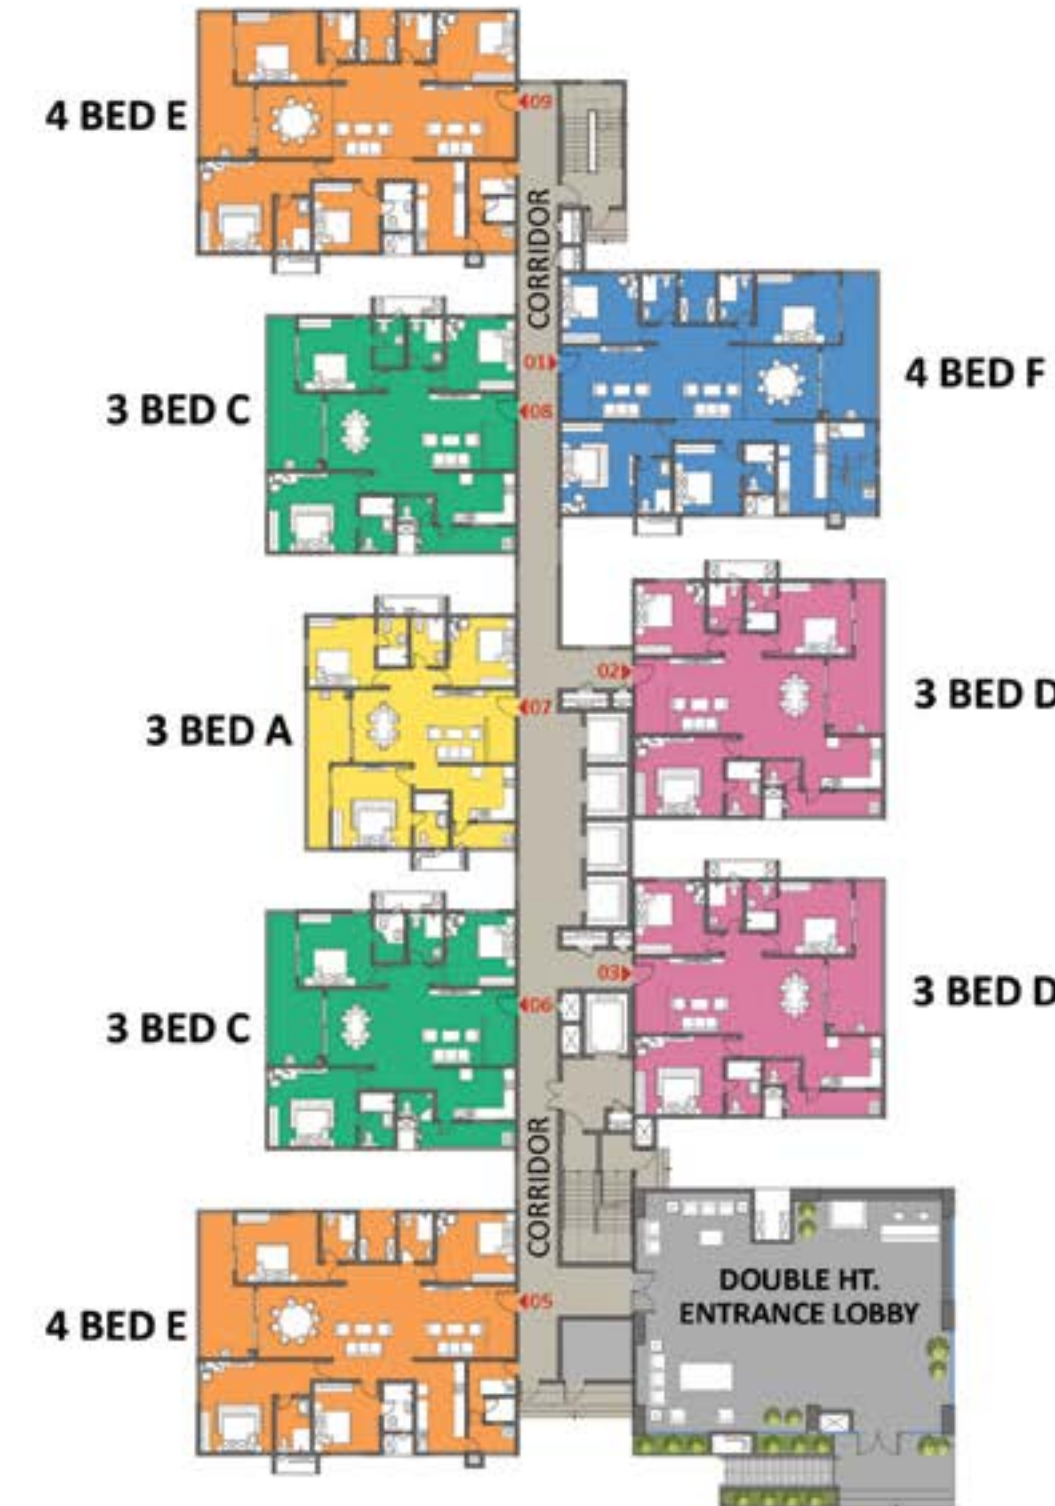 4 BED E
09
CORRIDOR
01
4 BED F
3 BED C
08
02
3 BED D
3 BED A
07
03
3 BED D
3 BED C
06
CORRIDOR
4 BED E
05
DOUBLE HT.
ENTRANCE LOBBY